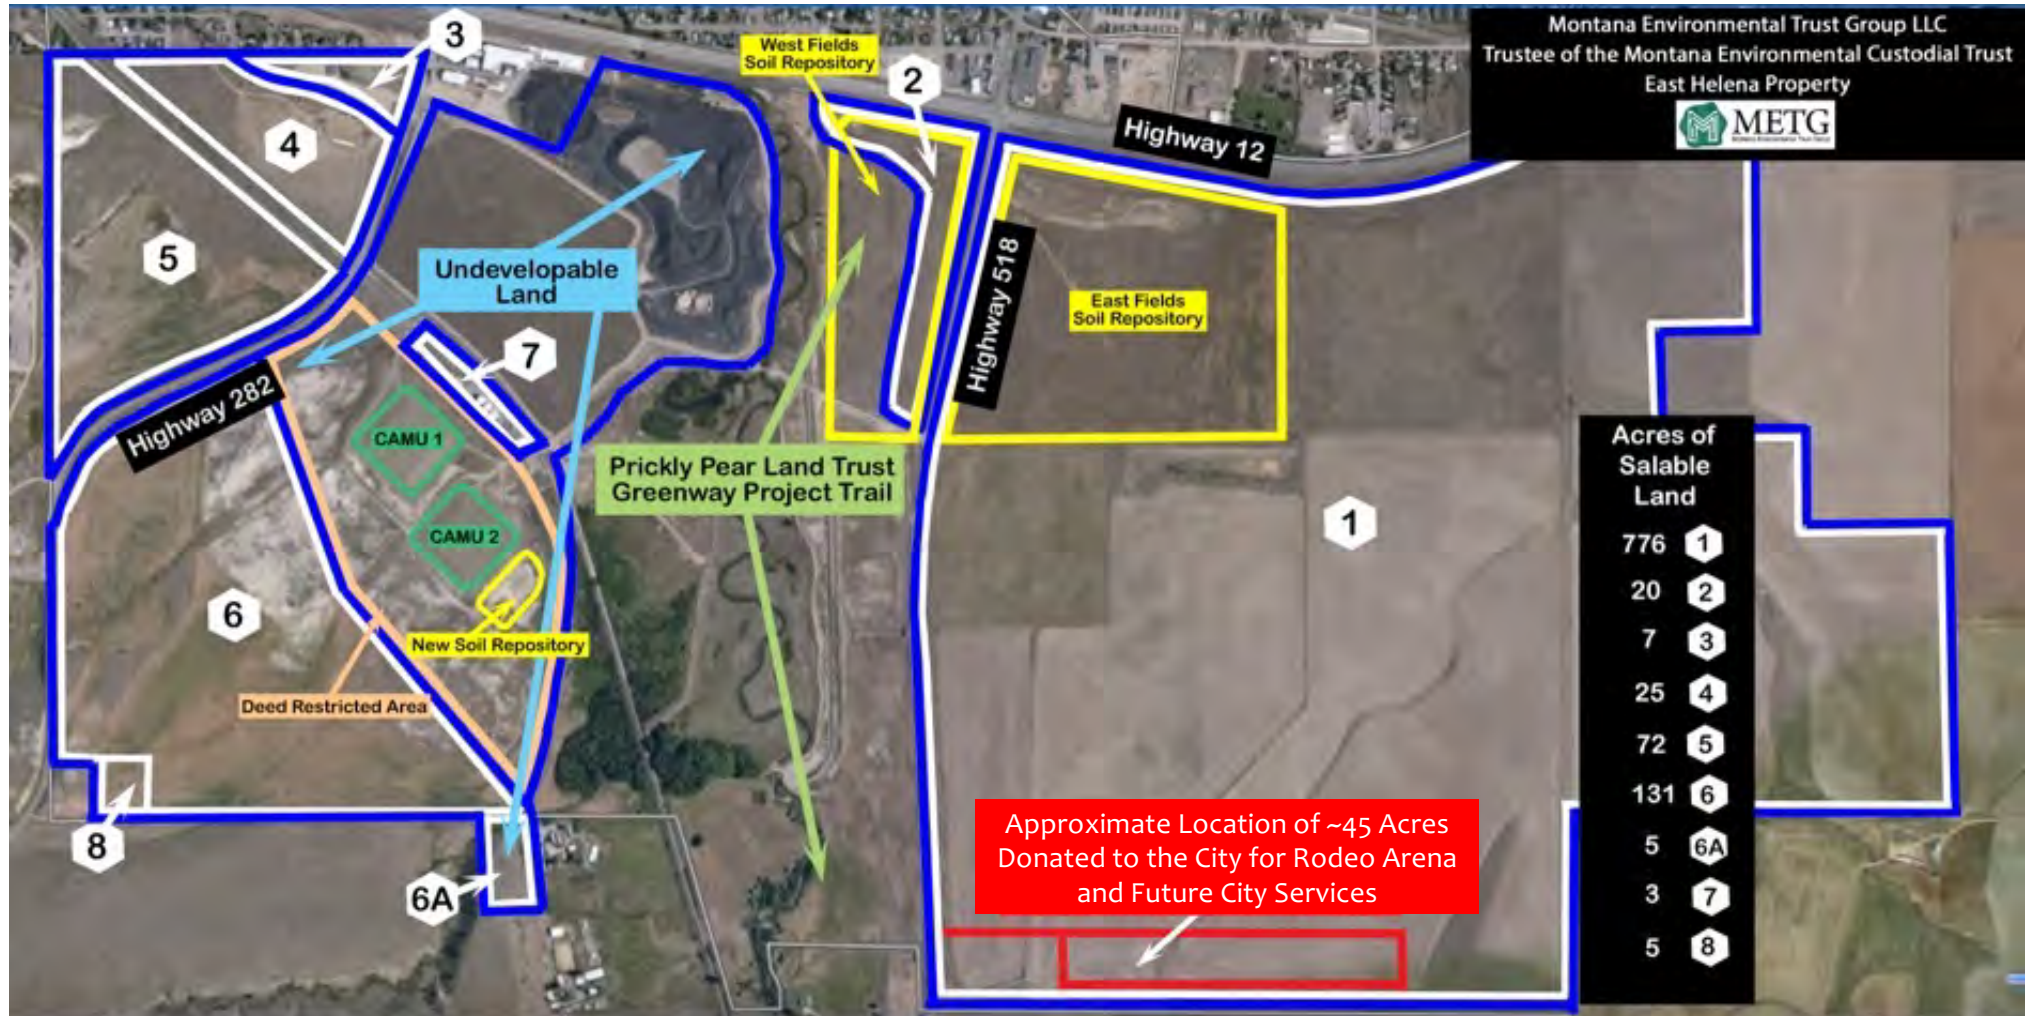 Montana Environmental Trust Group LLC
Trustee of the Montana Environmental Custodial Trust
East Helena Property
METG
3
West Fields
Soil Repository
2
Highway 12
4
5
Undevelopable
Land
Highway 518
East Fields
Soil Repository
7
Highway 282
CAMU 1
Prickly Pear Land Trust
Greenway Project Trail
CAMU 2
1
6
New Soil Repository
Deed Restricted Area
8
6A
Approximate Location of ~45 Acres
Donated to the City for Rodeo Arena
and Future City Services
Acres of
Salable
Land
776 1
20 2
7 3
25 4
72 5
131 6
5 6A
3 7
5 8